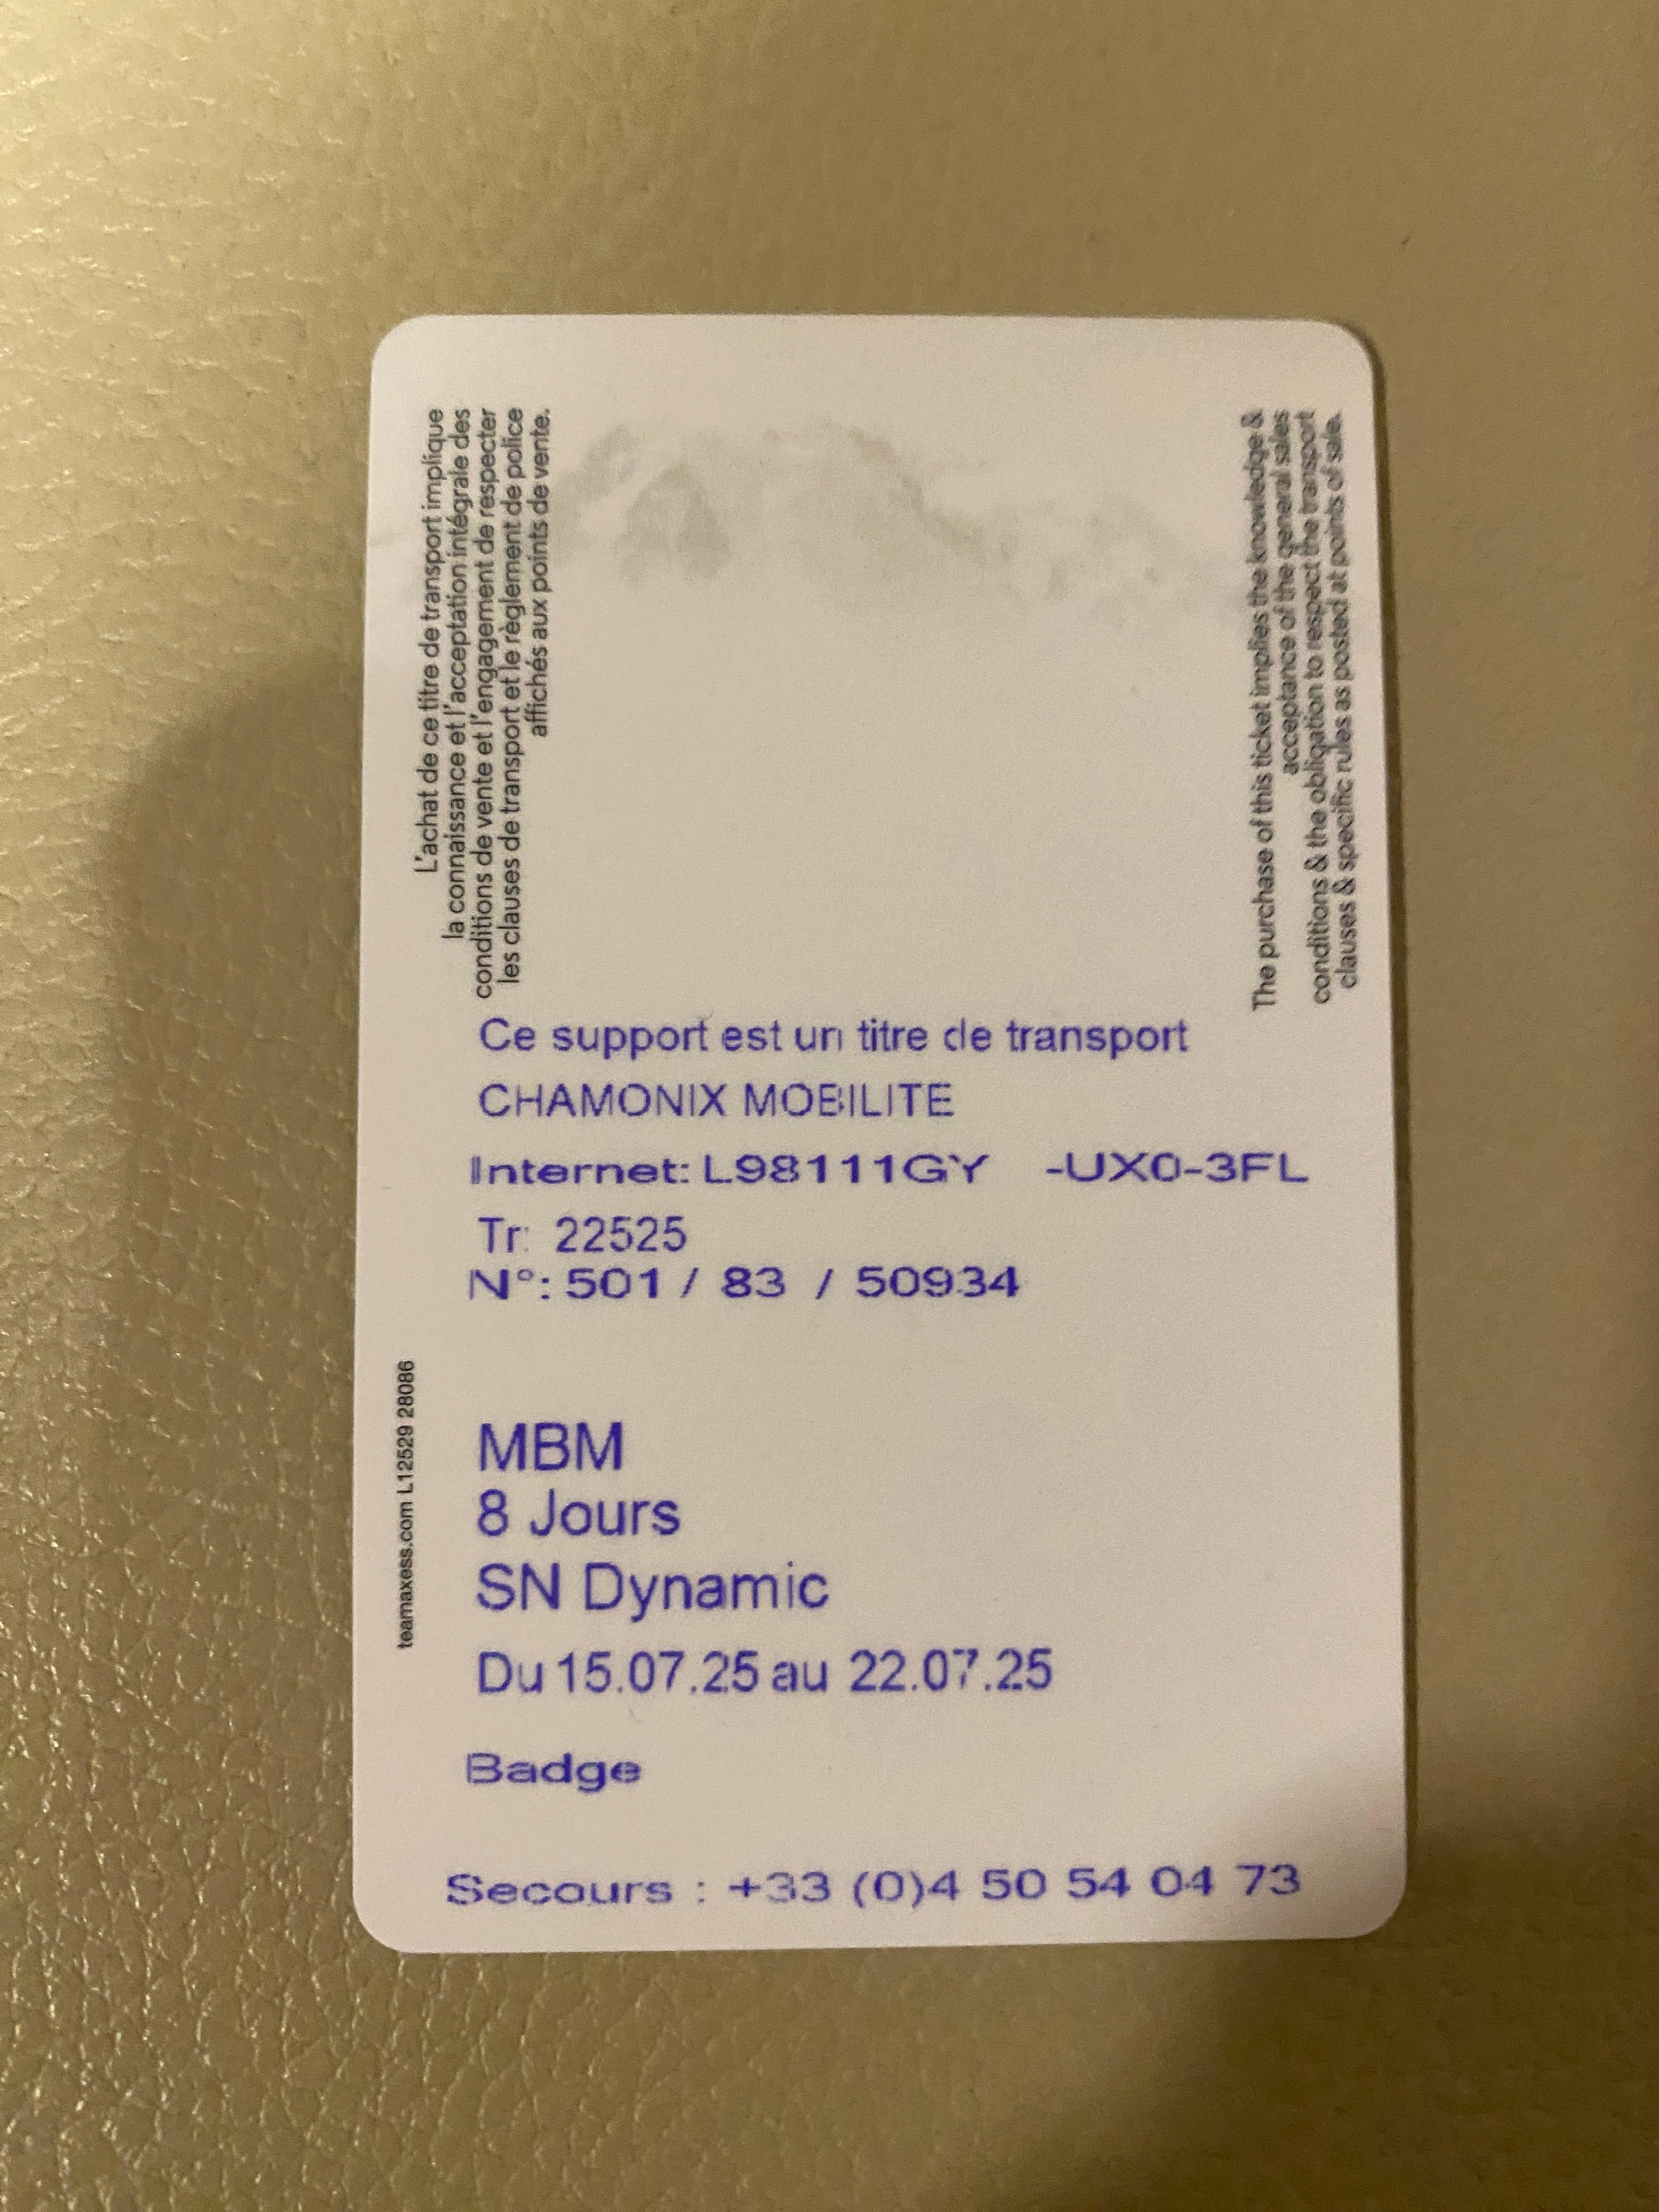 L'achat de ce titre de transport implique
la connaissance et l'acceptation intégrale des
conditions de vente et l'engagement de respecter
les clauses de transport et le règlement de police
affichés aux points de vente.
The purchase of this ticket implies the knowledge &
acceptance of the general sales
conditions & the obligation to respect the transport
clauses & specific rules as posted at points of sale.
Ce support est un titre de transport
CHAMONIX MOBILITE
Internet: L98111GY -UX0-3FL
Tr: 22525
N°: 501 / 83 / 50934
teamaxess.com L12529 28086
MBM
8 Jours
SN Dynamic
Du 15.07.25 au 22.07.25
Badge
Secours : +33 (0)4 50 54 04 73